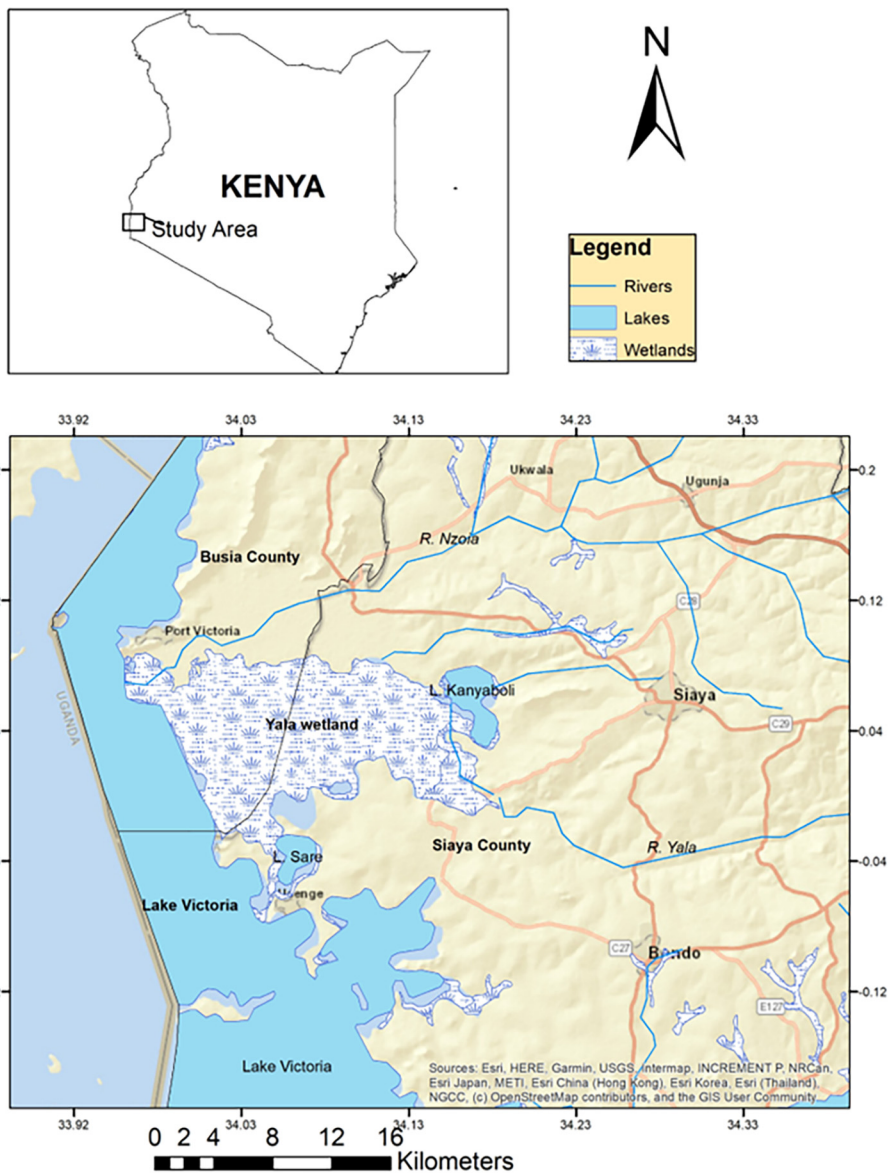 KENYA
Study Area
N
Legend
Rivers
Lakes
Wetlands
33.92 34.03 34.13 34.23 34.33
0.2
0.12
0.04
-0.04
-0.12
Ukwala
Ugunja
R. Nzoia
Busia County
C28
Port Victoria
L. Kanyaboli
Siaya
UGANDA
Yala wetland
C29
Siaya County
R. Yala
L. Sare
Lake Victoria
C27
Bondo
E127
Lake Victoria
Sources: Esri, HERE, Garmin, USGS, Intermap, INCREMENT P, NRCan,
Esri Japan, METI, Esri China (Hong Kong), Esri Korea, Esri (Thailand),
NGCC, (c) OpenStreetMap contributors, and the GIS User Community
33.92 34.03 34.13 34.23 34.33
0 2 4 8 12 16
Kilometers